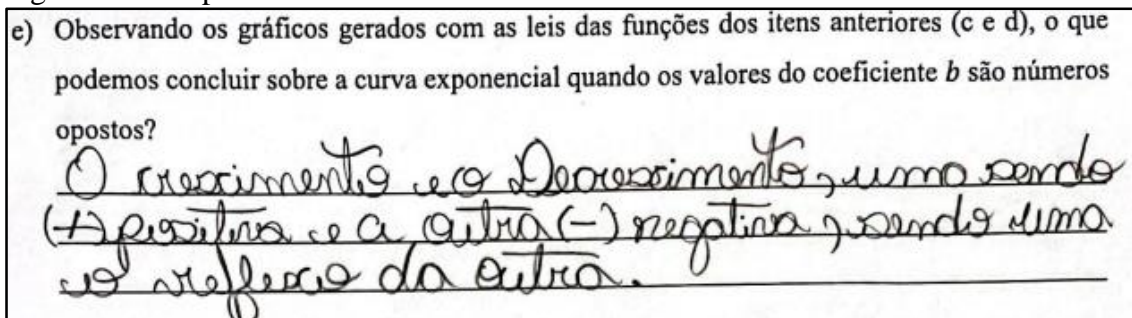 e) Observando os gráficos gerados com as leis das funções dos itens anteriores (c e d), o que
podemos concluir sobre a curva exponencial quando os valores do coeficiente b são números
opostos?
O crescimento e o Decrescimento, uma sendo
(+) positiva e a outra (-) negativa, sendo uma
o reflexo da outra.